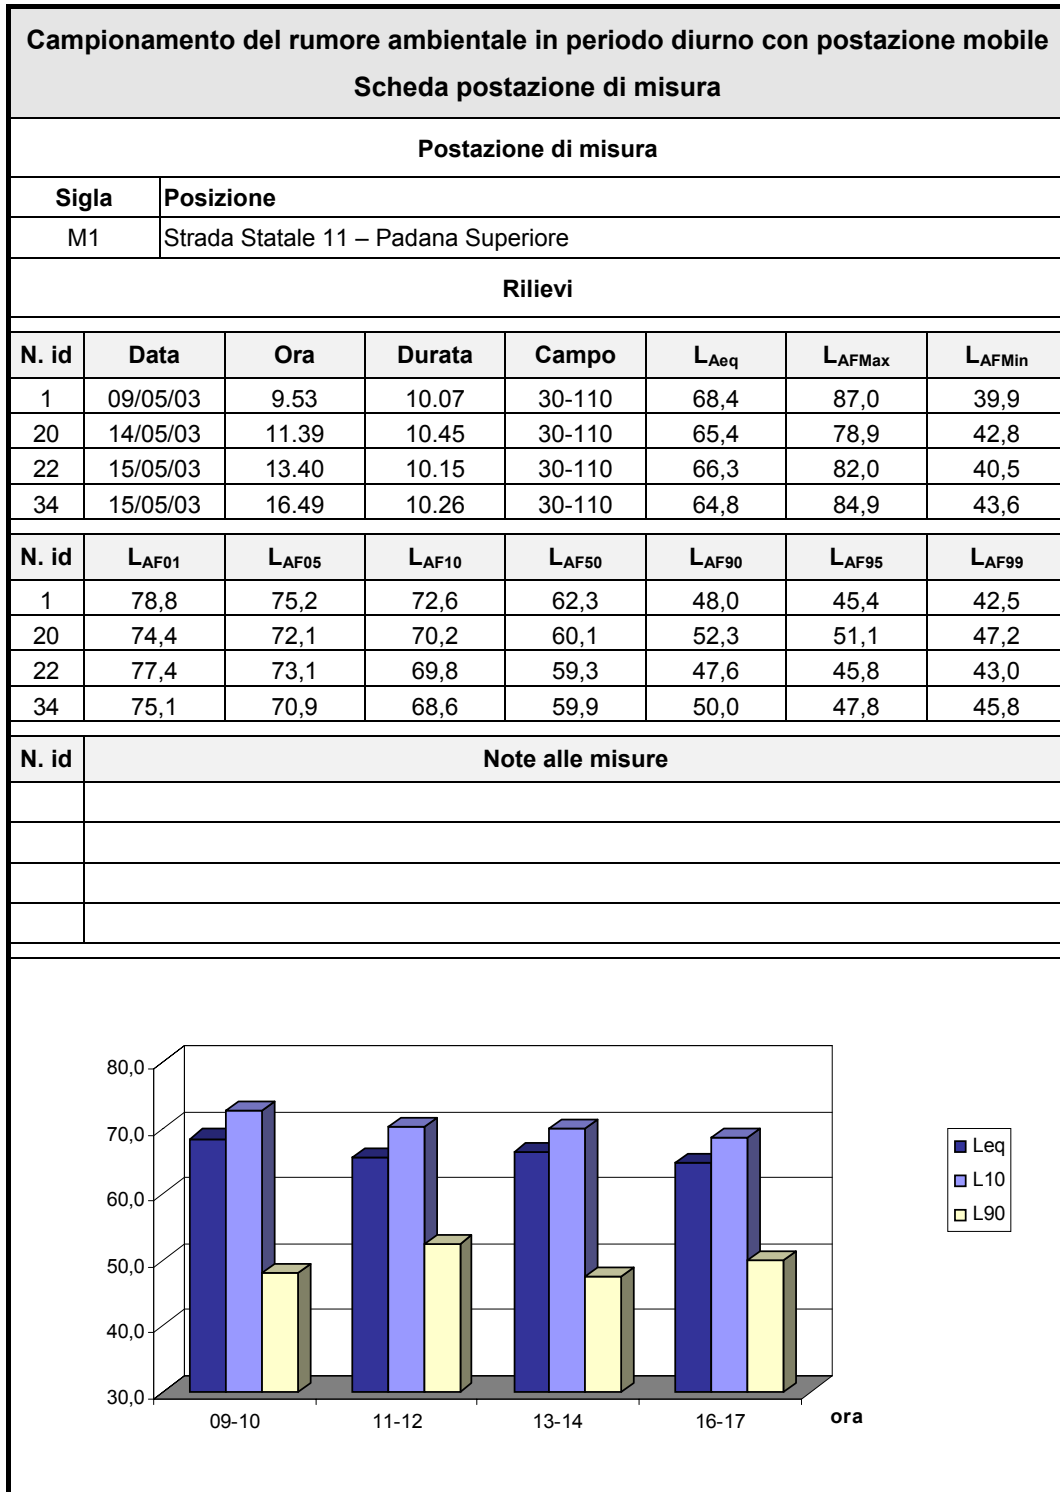 Campionamento del rumore ambientale in periodo diurno con postazione mobile
Scheda postazione di misura
Postazione di misura
Sigla Posizione
M1 Strada Statale 11 – Padana Superiore
Rilievi
N. id Data Ora Durata Campo LAeq LAFMax LAFMin
1 09/05/03 9.53 10.07 30-110 68,4 87,0 39,9
20 14/05/03 11.39 10.45 30-110 65,4 78,9 42,8
22 15/05/03 13.40 10.15 30-110 66,3 82,0 40,5
34 15/05/03 16.49 10.26 30-110 64,8 84,9 43,6
N. id LAF01 LAF05 LAF10 LAF50 LAF90 LAF95 LAF99
1 78,8 75,2 72,6 62,3 48,0 45,4 42,5
20 74,4 72,1 70,2 60,1 52,3 51,1 47,2
22 77,4 73,1 69,8 59,3 47,6 45,8 43,0
34 75,1 70,9 68,6 59,9 50,0 47,8 45,8
N. id Note alle misure
80,0
70,0
60,0
50,0
40,0
30,0
09-10 11-12 13-14 16-17 ora
Leq
L10
L90